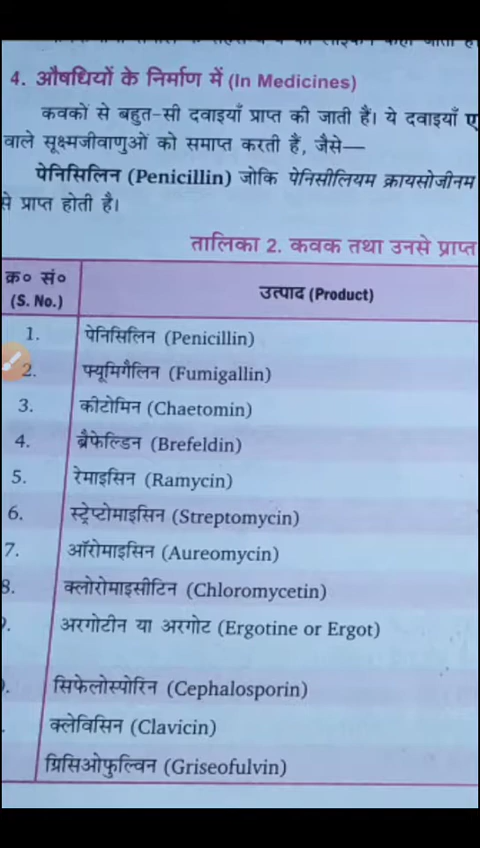 4. औषधियों के निर्माण में (In Medicines)
कवकों से बहुत-सी दवाइयाँ प्राप्त की जाती हैं। ये दवाइयाँ
वाले सूक्ष्मजीवाणुओं को समाप्त करती हैं, जैसे—
पेनिसिलिन (Penicillin) जोकि पेनिसीलियम क्रायसोजीनम
से प्राप्त होती है।
तालिका 2. कवक तथा उनसे प्राप्त
क्र० सं० उत्पाद (Product)
(S. No.)
1. पेनिसिलिन (Penicillin)
2. फ्यूमिगैलिन (Fumigallin)
3. कीटोमिन (Chaetomin)
4. ब्रैफेल्डिन (Brefeldin)
5. रेमाइसिन (Ramycin)
6. स्ट्रेप्टोमाइसिन (Streptomycin)
7. ऑरोमाइसिन (Aureomycin)
8. क्लोरोमाइसीटिन (Chloromycetin)
अरगोटीन या अरगोट (Ergotine or Ergot)
सिफेलोस्पोरिन (Cephalosporin)
क्लेविसिन (Clavicin)
ग्रिसिओफुल्विन (Griseofulvin)